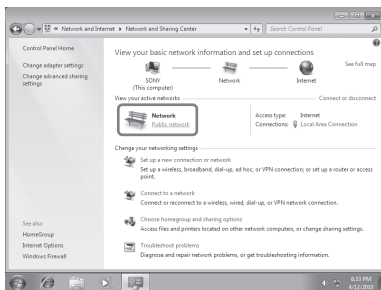 « Network and Internet ▸ Network and Sharing Center
Search Control Panel
Control Panel Home
Change adapter settings
Change advanced sharing
settings
View your basic network information and set up connections
See full map
SONY
(This computer)
Network
Internet
View your active networks
Connect or disconnect
Network
Public network
Access type: Internet
Connections: Local Area Connection
Change your networking settings
Set up a new connection or network
Set up a wireless, broadband, dial-up, ad hoc, or VPN connection; or set up a router or access
point.
Connect to a network
Connect or reconnect to a wireless, wired, dial-up, or VPN network connection.
Choose homegroup and sharing options
Access files and printers located on other network computers, or change sharing settings.
Troubleshoot problems
Diagnose and repair network problems, or get troubleshooting information.
See also
HomeGroup
Internet Options
Windows Firewall
6:33 PM
4/12/2010